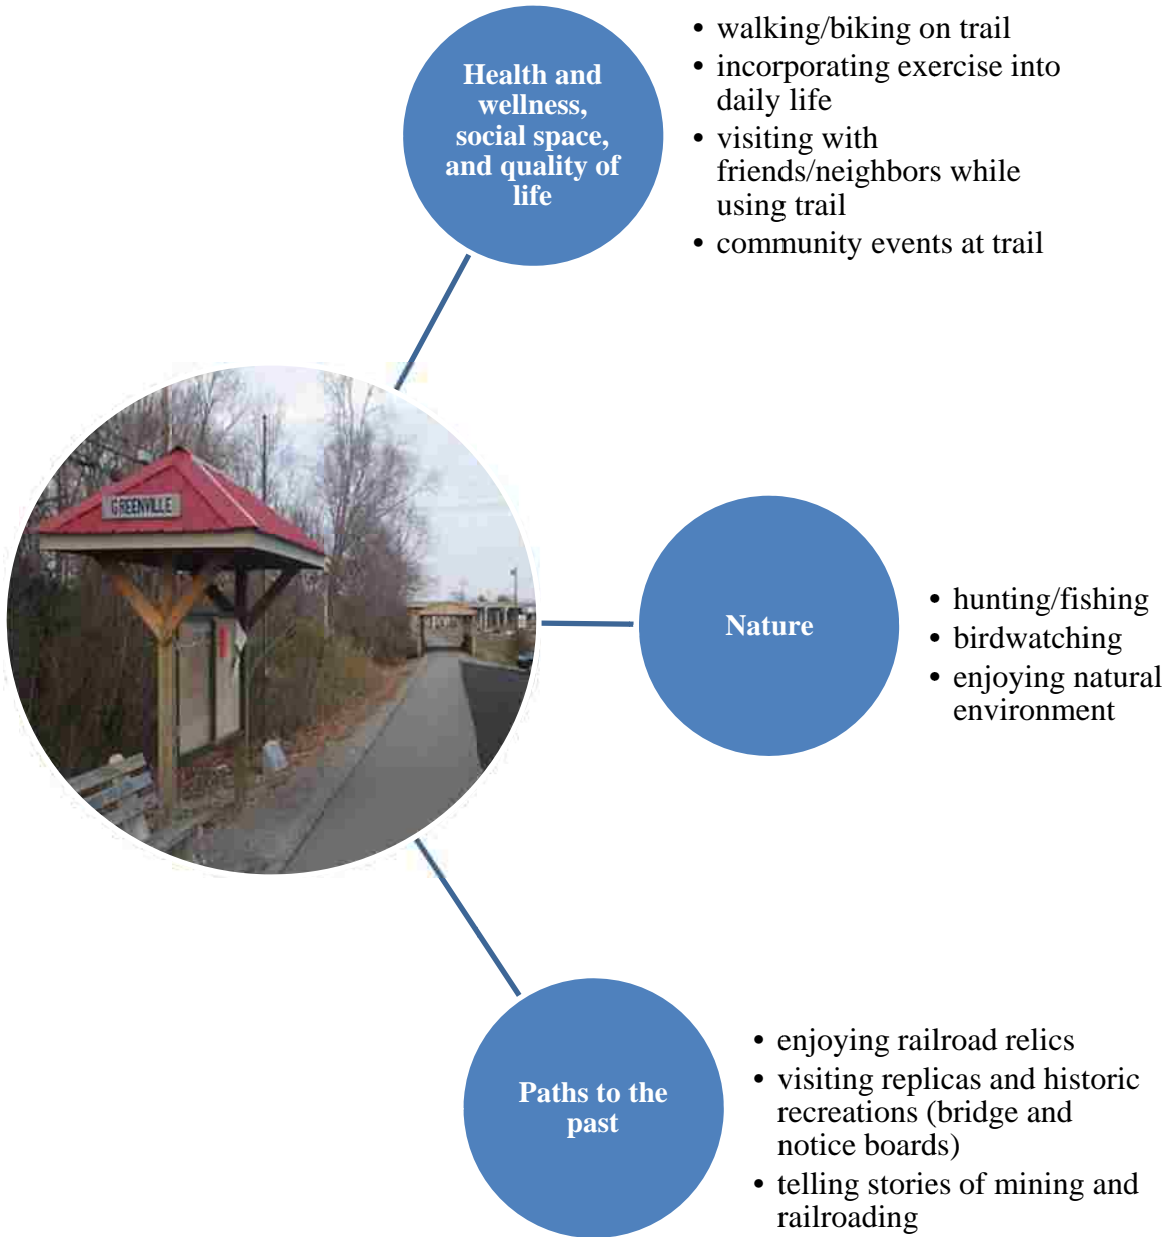 Health and
wellness,
social space,
and quality of
life
• walking/biking on trail
• incorporating exercise into
daily life
• visiting with
friends/neighbors while
using trail
• community events at trail
GREENVILLE
Nature
• hunting/fishing
• birdwatching
• enjoying natural
environment
Paths to the
past
• enjoying railroad relics
• visiting replicas and historic
recreations (bridge and
notice boards)
• telling stories of mining and
railroading